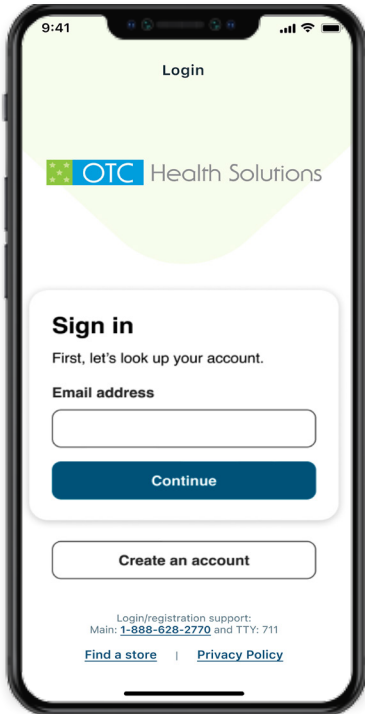 9:41
Login
OTC Health Solutions
Sign in
First, let's look up your account.
Email address
Continue
Create an account
Login/registration support:
Main: 1-888-628-2770 and TTY: 711
Find a store | Privacy Policy